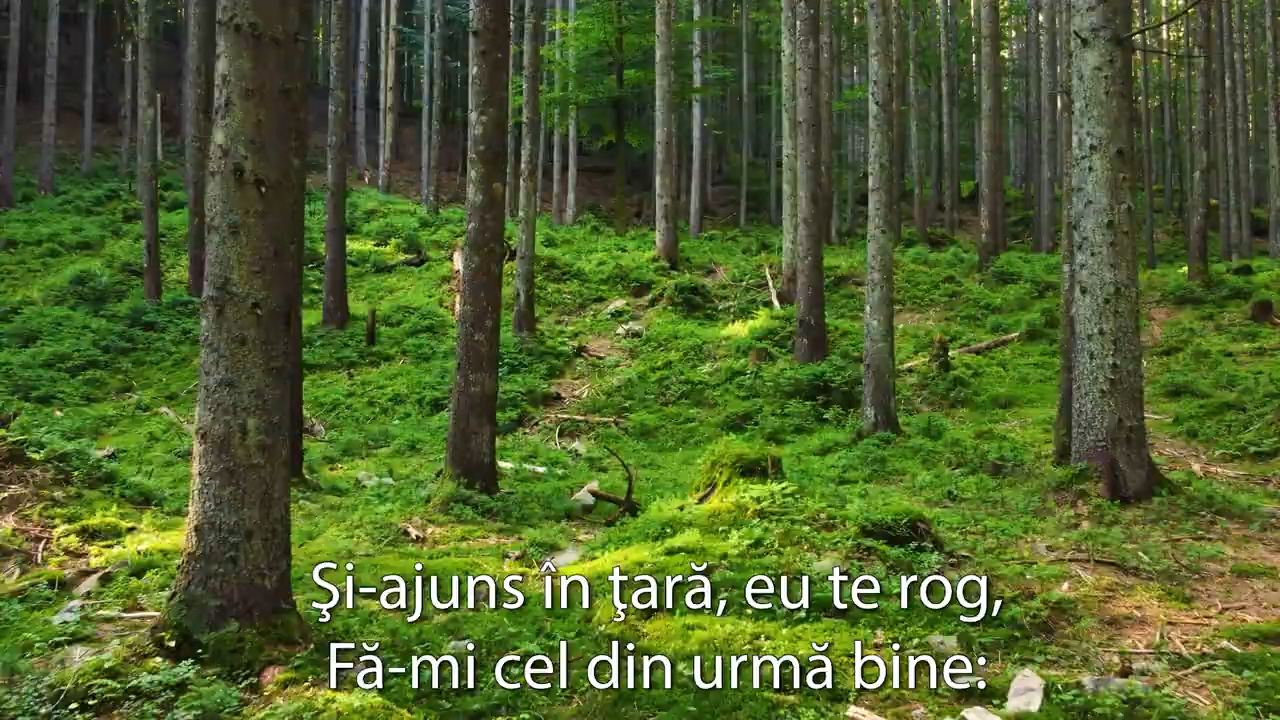 Şi-ajuns în ţară, eu te rog,
Fă-mi cel din urmă bine: